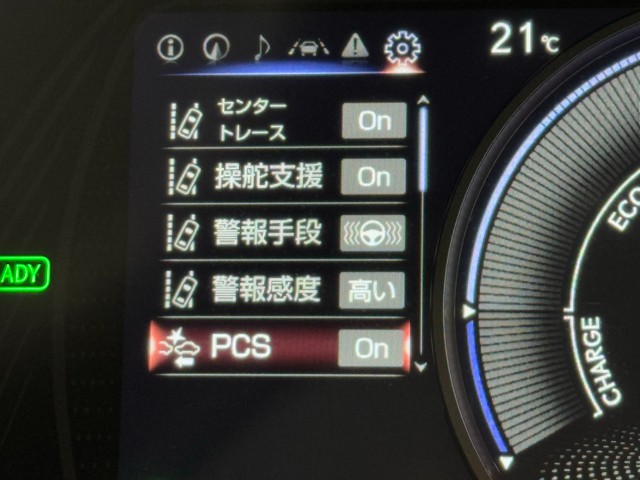 21℃
センター
トレース
On
操舵支援 On
警報手段
警報感度 高い
PCS On
ADY
ECO
CHARGE